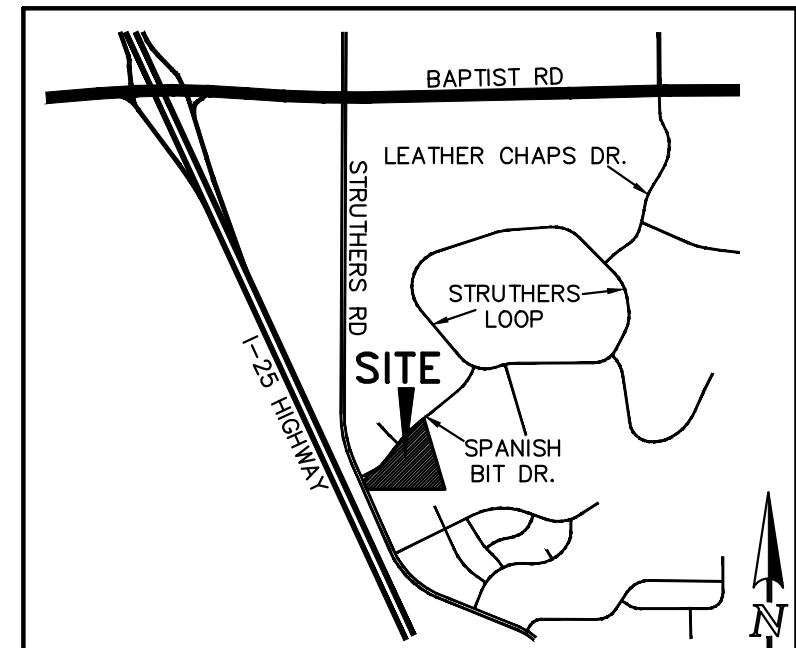 BAPTIST RD
LEATHER CHAPS DR.
STRUTHERS RD
STRUTHERS
LOOP
I-25 HIGHWAY
SITE
SPANISH
BIT DR.
N